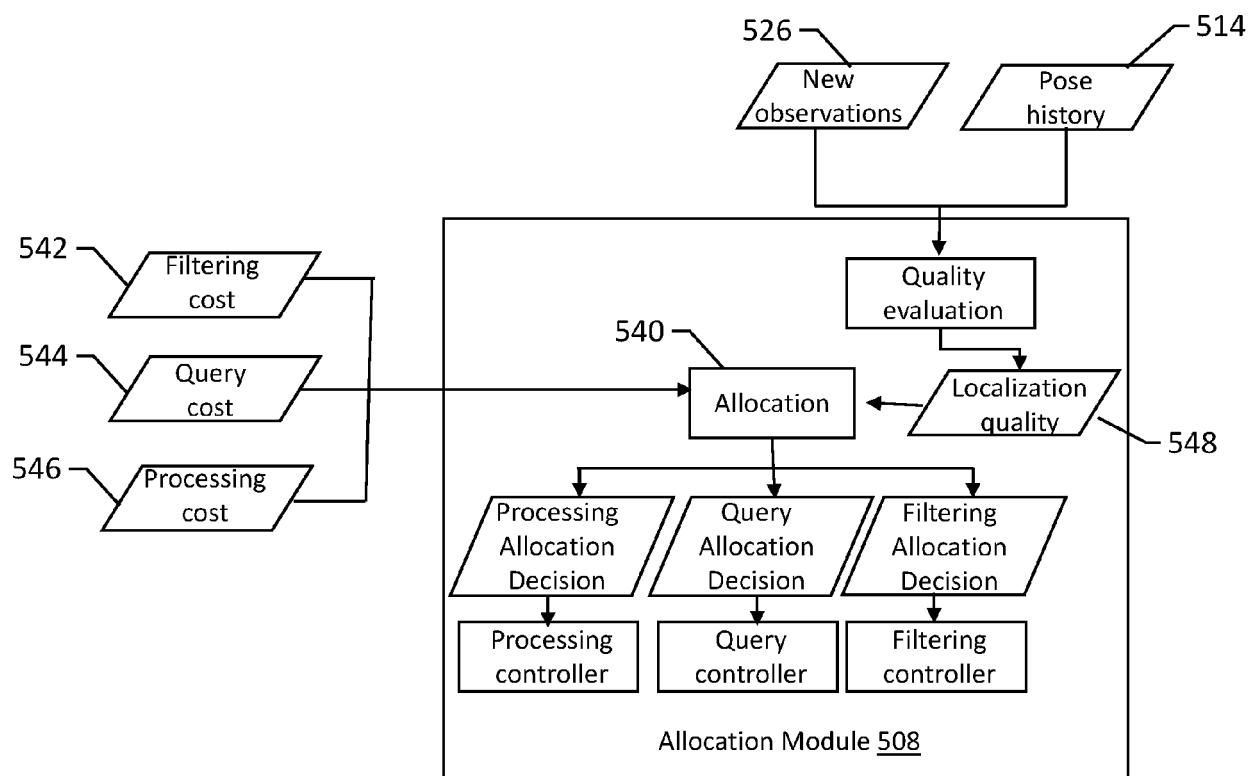 526
514
New
observations
Pose
history
542
Filtering
cost
Quality
evaluation
540
544
Query
cost
Allocation
Localization
quality
548
546
Processing
cost
Processing
Allocation
Decision
Query
Allocation
Decision
Filtering
Allocation
Decision
Processing
controller
Query
controller
Filtering
controller
Allocation Module 508